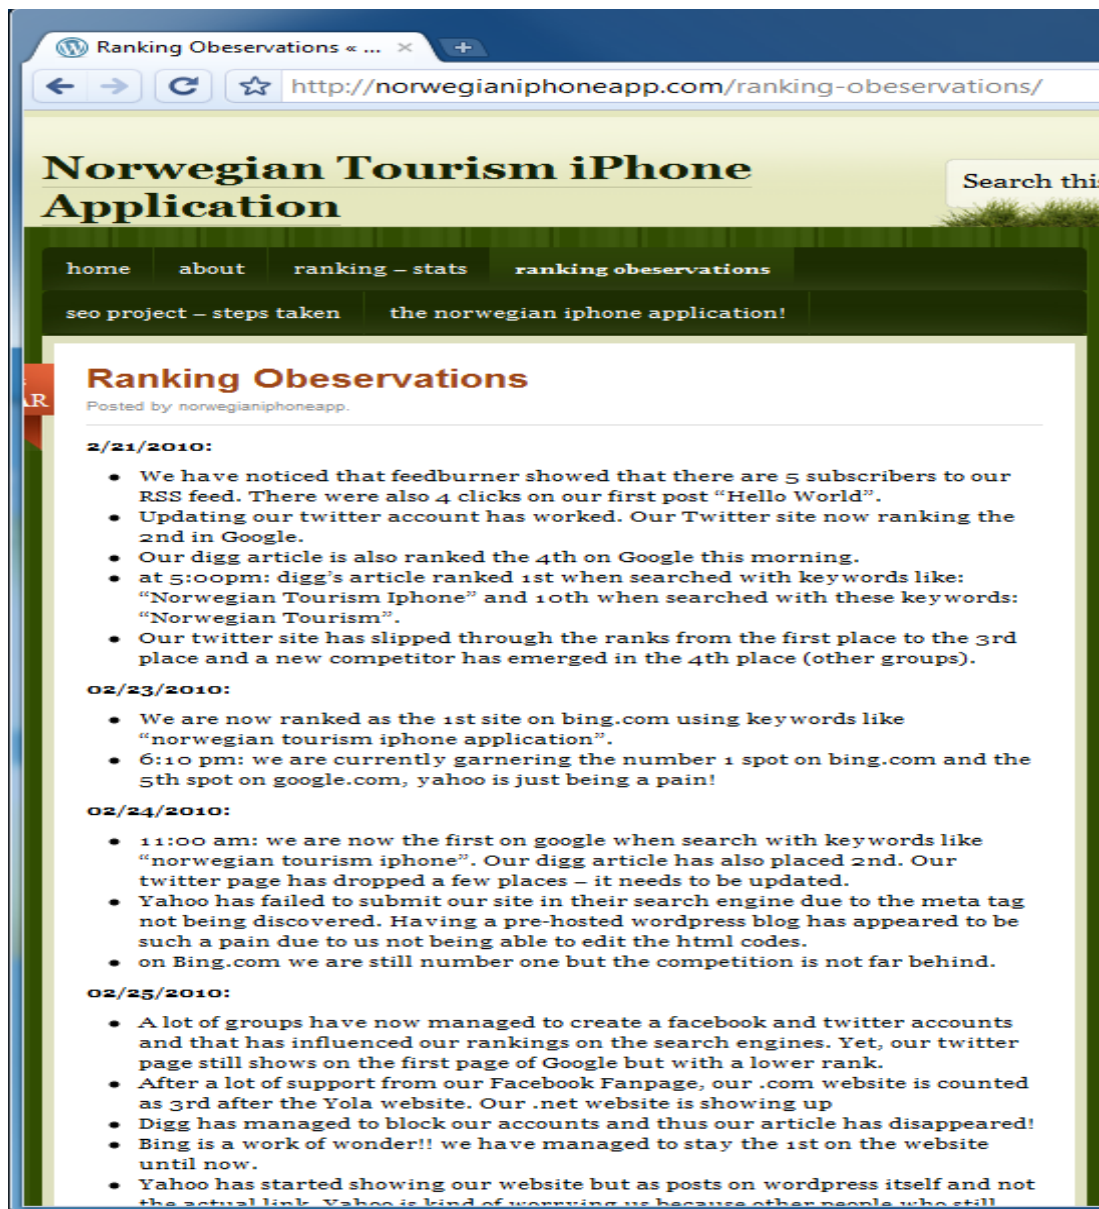 Ranking Obeservations « ...
http://norwegianiphoneapp.com/ranking-obeservations/
Norwegian Tourism iPhone
Application
Search thi
home about ranking – stats ranking obeservations
seo project – steps taken the norwegian iphone application!
Ranking Obeservations
Posted by norwegianiphoneapp.
2/21/2010:
• We have noticed that feedburner showed that there are 5 subscribers to our
RSS feed. There were also 4 clicks on our first post “Hello World”.
• Updating our twitter account has worked. Our Twitter site now ranking the
2nd in Google.
• Our digg article is also ranked the 4th on Google this morning.
• at 5:00pm: digg’s article ranked 1st when searched with keywords like:
“Norwegian Tourism Iphone” and 10th when searched with these keywords:
“Norwegian Tourism”.
• Our twitter site has slipped through the ranks from the first place to the 3rd
place and a new competitor has emerged in the 4th place (other groups).
02/23/2010:
• We are now ranked as the 1st site on bing.com using keywords like
“norwegian tourism iphone application”.
• 6:10 pm: we are currently garnering the number 1 spot on bing.com and the
5th spot on google.com, yahoo is just being a pain!
02/24/2010:
• 11:00 am: we are now the first on google when search with keywords like
“norwegian tourism iphone”. Our digg article has also placed 2nd. Our
twitter page has dropped a few places – it needs to be updated.
• Yahoo has failed to submit our site in their search engine due to the meta tag
not being discovered. Having a pre-hosted wordpress blog has appeared to be
such a pain due to us not being able to edit the html codes.
• on Bing.com we are still number one but the competition is not far behind.
02/25/2010:
• A lot of groups have now managed to create a facebook and twitter accounts
and that has influenced our rankings on the search engines. Yet, our twitter
page still shows on the first page of Google but with a lower rank.
• After a lot of support from our Facebook Fanpage, our .com website is counted
as 3rd after the Yola website. Our .net website is showing up
• Digg has managed to block our accounts and thus our article has disappeared!
• Bing is a work of wonder!! we have managed to stay the 1st on the website
until now.
• Yahoo has started showing our website but as posts on wordpress itself and not
the actual link. Yahoo is kind of worrying us because other people who still